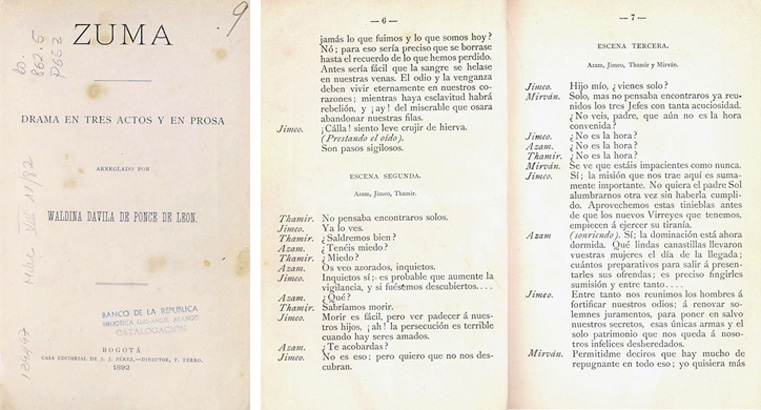 ZUMA
9
862.5
DRAMA EN TRES ACTOS Y EN PROSA
ARREGLADO POR
WALDINA DAVILA DE PONCE DE LEON.
BANCO DE LA REPUBLICA
BIBLIOTECA LUIS-ANGEL ARANGO
CATALOGACION
BOGOTÁ
CASA EDITORIAL DE J. J. PÉREZ.—DIRECTOR, F. FERRO.
1892
— 6 —
jamás lo que fuimos y lo que somos hoy?
Nó; para eso sería preciso que se borrase
hasta el recuerdo de lo que hemos perdido.
Antes sería fácil que la sangre se helase
en nuestras venas. El odio y la venganza
deben vivir eternamente en nuestros co-
razones; mientras haya esclavitud habrá
rebelión, y ¡ay! del miserable que osara
abandonar nuestras filas.
Jimeo. ¡Cálla! siento leve crujir de hierva.
(Prestando el oído).
Son pasos sigilosos.
ESCENA SEGUNDA.
Azam, Jimeo, Thamir.
Thamir. No pensaba encontraros solos.
Jimeo. Ya lo ves.
Thamir. ¿Saldremos bien?
Azam. ¿Tenéis miedo?
Thamir. ¿Miedo?
Azam. Os veo azorados, inquietos.
Jimeo. Inquietos sí; es probable que aumente la
vigilancia, y si fuésemos descubiertos....
Azam. ¿Qué?
Thamir. Sabríamos morir.
Jimeo. Morir es fácil, pero ver padecer á nues-
tros hijos, ¡ah! la persecución es terrible
cuando hay seres amados.
Azam. ¿Te acobardas?
Jimeo. No es eso; pero quiero que no nos des-
cubran.
— 7 —
ESCENA TERCERA.
Azam, Jimeo, Thamir y Mirván.
Jimeo. Hijo mío, ¿vienes solo?
Mirván. Solo, mas no pensaba encontraros ya reu-
nidos los tres Jefes con tanta acuciosidad.
¿No veis, padre, que aún no es la hora
convenida?
Jimeo. ¿No es la hora?
Azam. ¿No es la hora?
Thamir. ¿No es la hora?
Mirván. Se ve que estáis impacientes como nunca.
Jimeo. Sí; la misión que nos trae aquí es suma-
mente importante. No quiera el padre Sol
alumbrarnos otra vez sin haberla cumpli-
do. Aprovechemos estas tinieblas antes
de que los nuevos Virreyes que tenemos,
empiecen á ejercer su tiranía.
Azam (sonriendo). Sí; la dominación está ahora
dormida. Qué lindas canastillas llevaron
vuestras mujeres el día de la llegada;
cuántos preparativos para salir á presen-
tarles sus ofrendas; es preciso fingirles
sumisión y entre tanto....
Jimeo. Entre tanto nos reunimos los hombres á
fortificar nuestros odios; á renovar so-
lemnes juramentos, para poner en salvo
nuestros secretos, esas únicas armas y el
solo patrimonio que nos queda á noso-
tros infelices desheredados.
Mirván. Permitidme deciros que hay mucho de
repugnante en todo eso; yo quisiera más